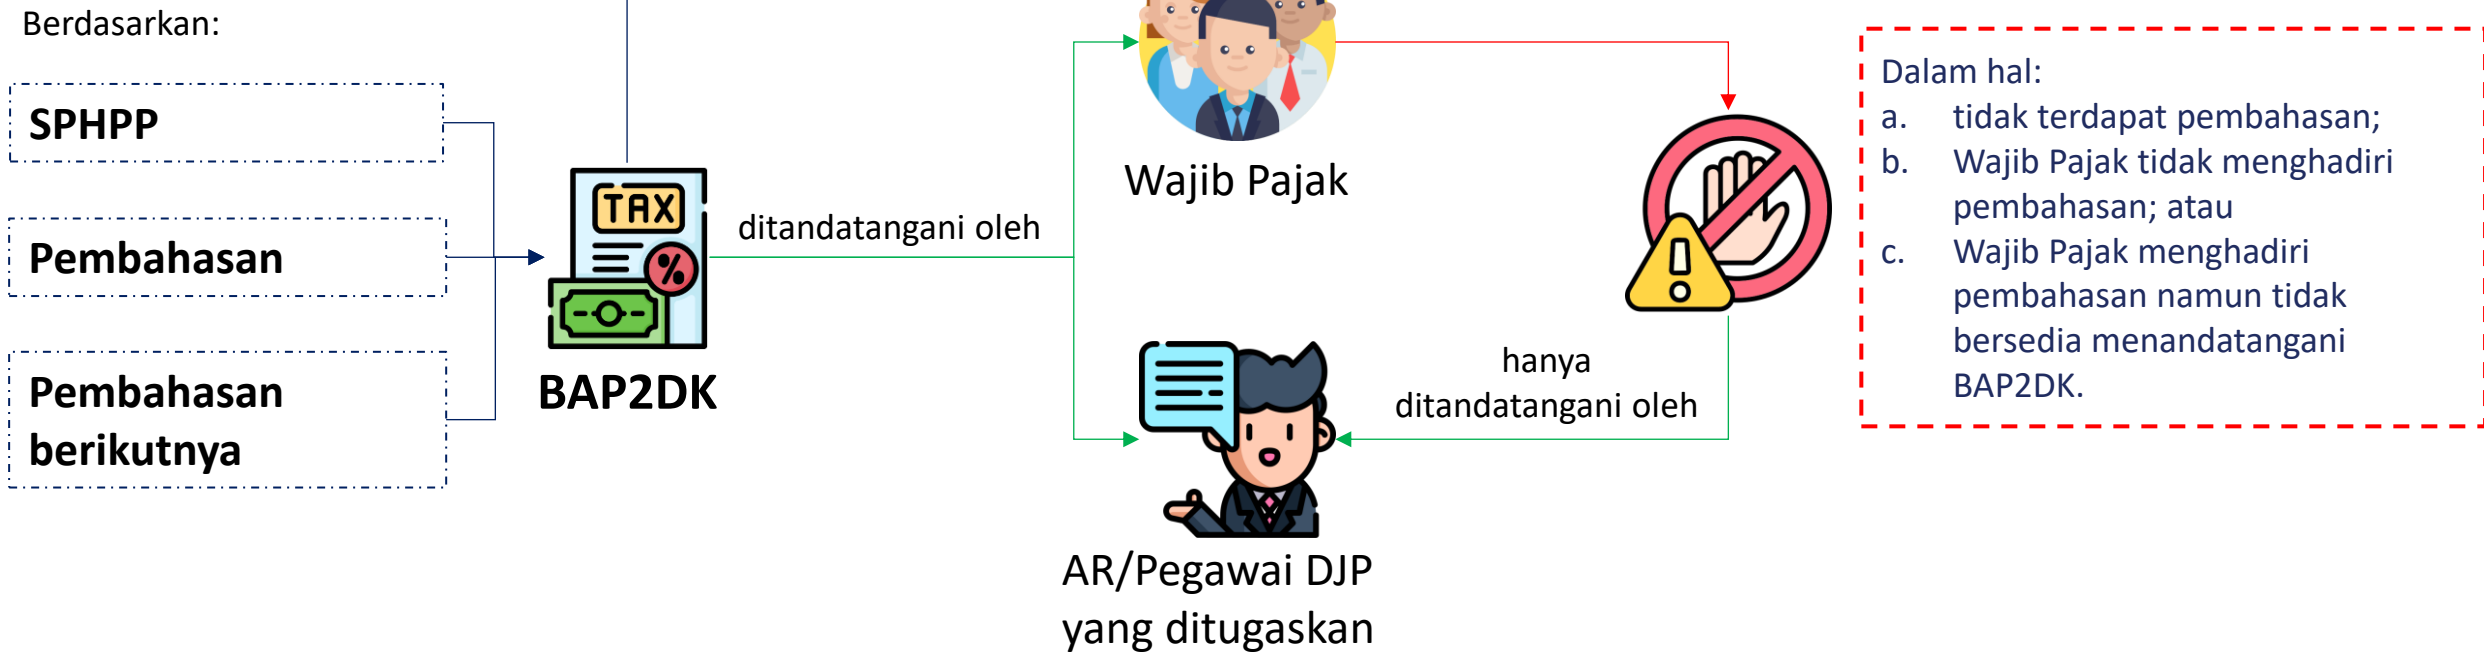 Berdasarkan:
SPHPP
Pembahasan
Pembahasan
berikutnya
TAX
%
BAP2DK
ditandatangani oleh
Wajib Pajak
AR/Pegawai DJP
yang ditugaskan
hanya
ditandatangani oleh
Dalam hal:
a. tidak terdapat pembahasan;
b. Wajib Pajak tidak menghadiri
pembahasan; atau
c. Wajib Pajak menghadiri
pembahasan namun tidak
bersedia menandatangani
BAP2DK.